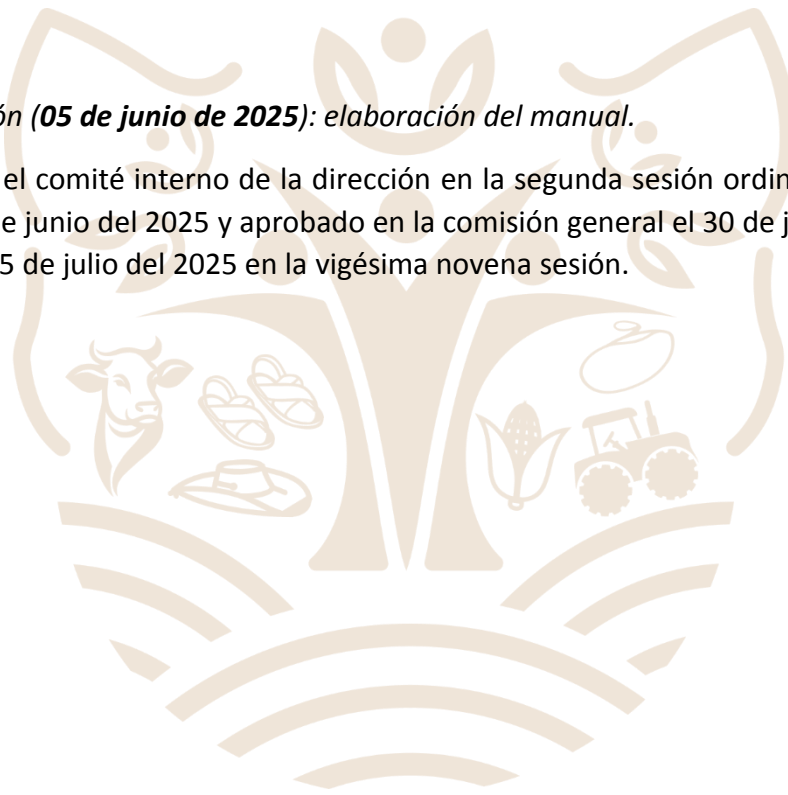 ón (05 de junio de 2025): elaboración del manual.
el comité interno de la dirección en la segunda sesión ordin
e junio del 2025 y aprobado en la comisión general el 30 de j
5 de julio del 2025 en la vigésima novena sesión.